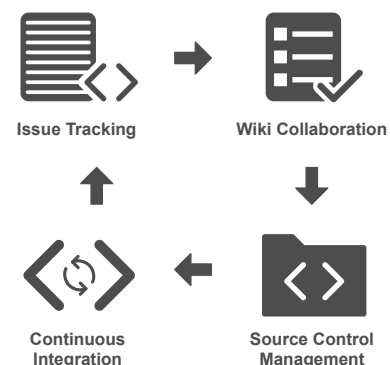 Issue Tracking
Wiki Collaboration
Continuous
Integration
Source Control
Management